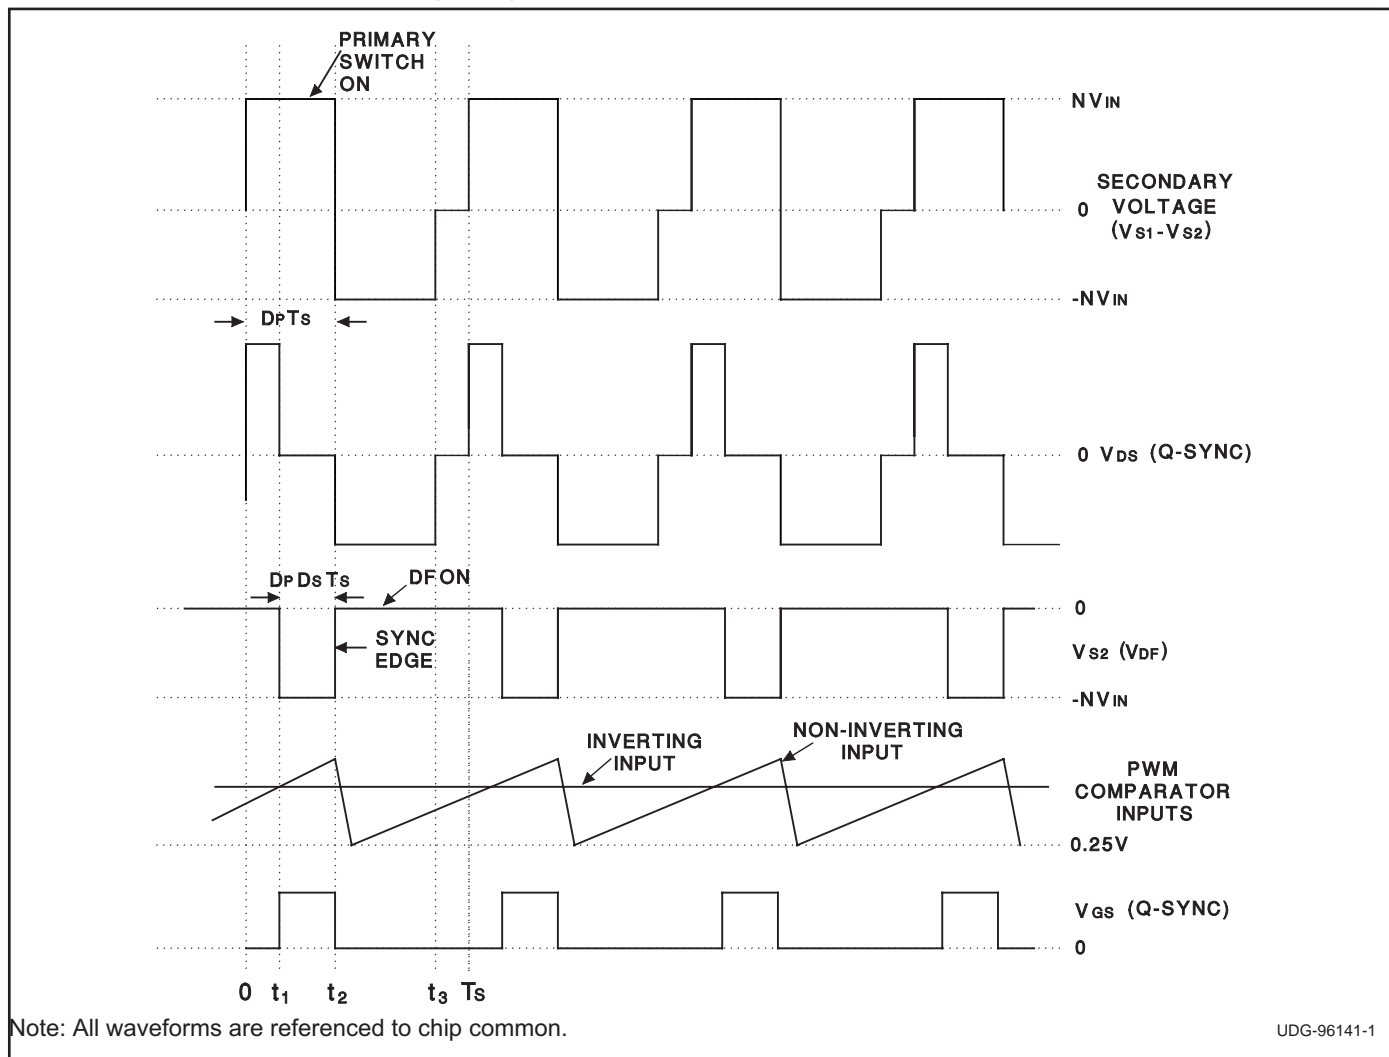 PRIMARY
SWITCH
ON
NVIN
SECONDARY
VOLTAGE
(VS1-VS2)
0
-NVIN
DPTS
0 VDS (Q-SYNC)
DPDSTS
DF ON
SYNC
EDGE
0
VS2 (VDF)
-NVIN
INVERTING
INPUT
NON-INVERTING
INPUT
PWM
COMPARATOR
INPUTS
0.25V
VGS (Q-SYNC)
0
0 t1 t2 t3 TS
Note: All waveforms are referenced to chip common.
UDG-96141-1